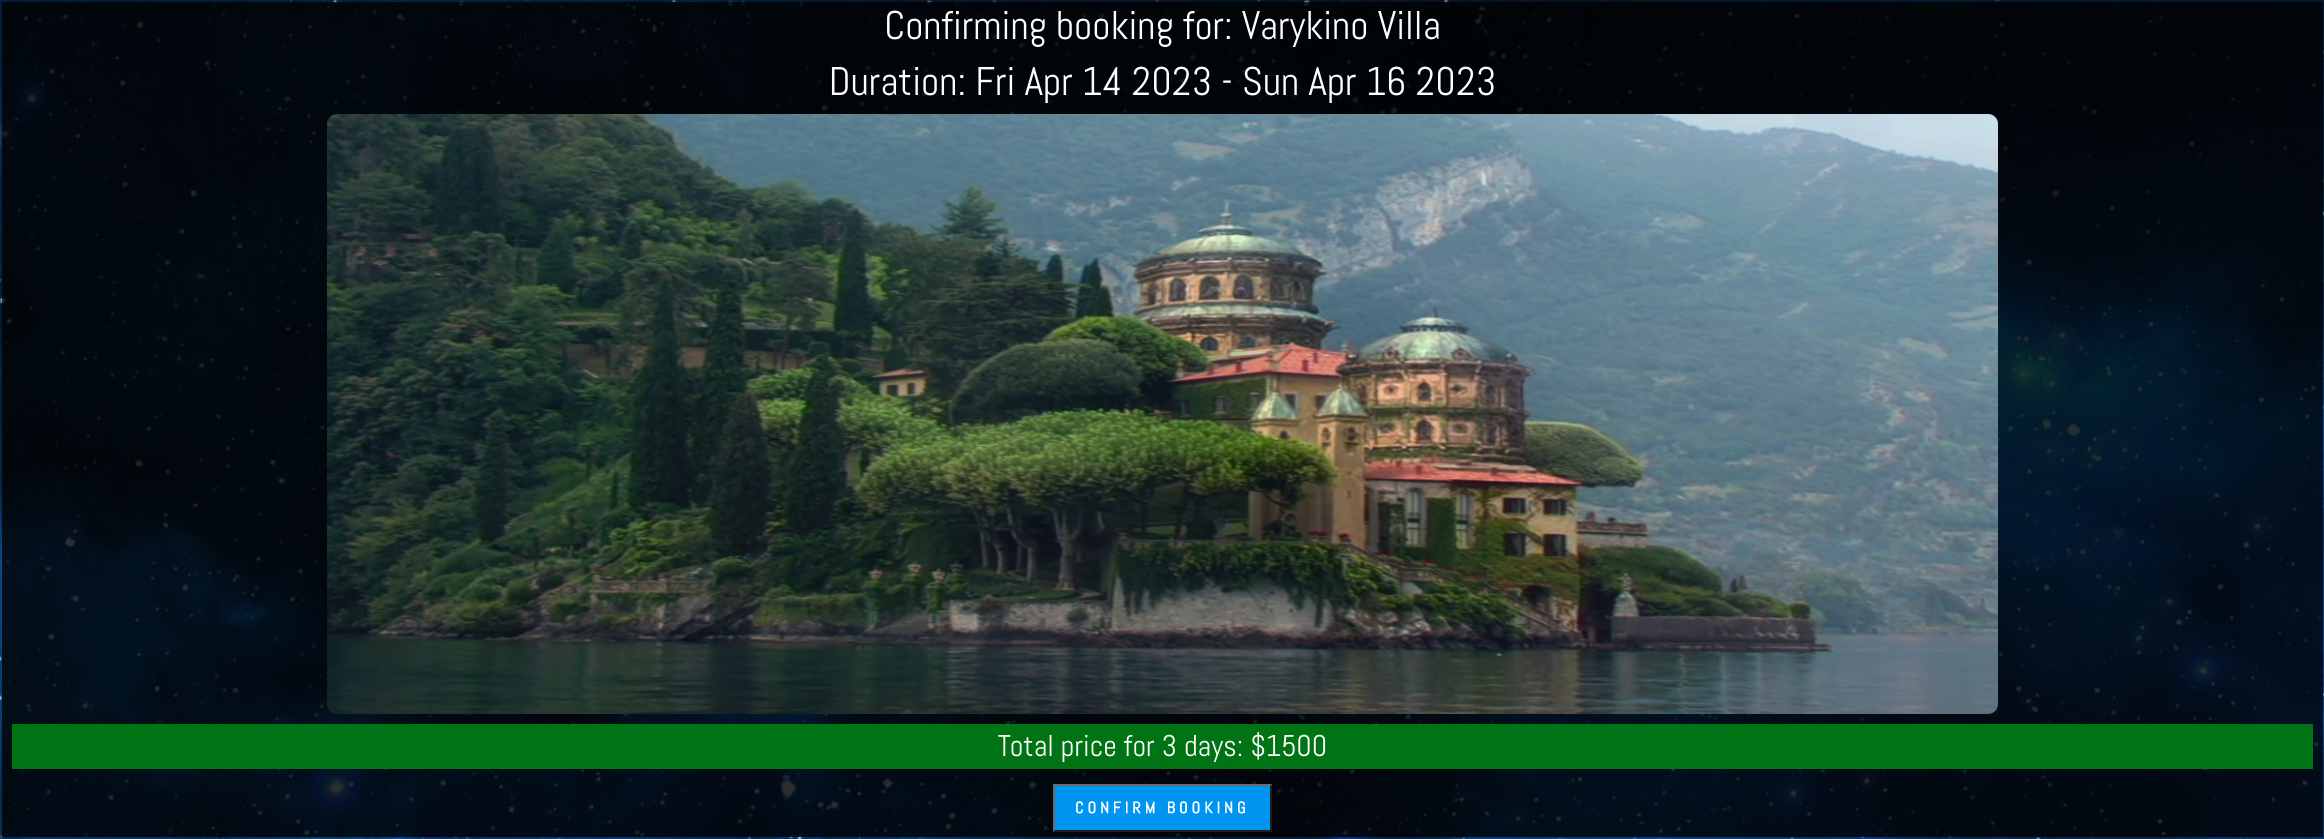 Confirming booking for: Varykino Villa
Duration: Fri Apr 14 2023 - Sun Apr 16 2023
Total price for 3 days: $1500
CONFIRM BOOKING